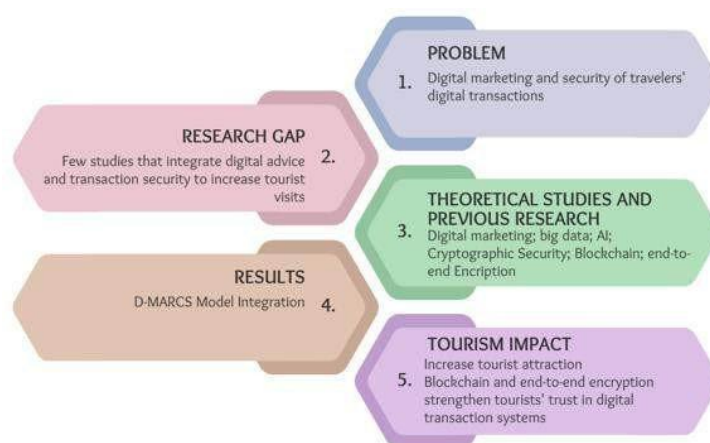 PROBLEM
1.
Digital marketing and security of travelers'
digital transactions
RESEARCH GAP
2.
Few studies that integrate digital advice
and transaction security to increase tourist
visits
THEORETICAL STUDIES AND
PREVIOUS RESEARCH
3.
Digital marketing; big data; AI;
Cryptographic Security; Blockchain; end-to-
end Encription
RESULTS
4.
D-MARCS Model Integration
TOURISM IMPACT
5.
Increase tourist attraction
Blockchain and end-to-end encryption
strengthen tourists' trust in digital
transaction systems